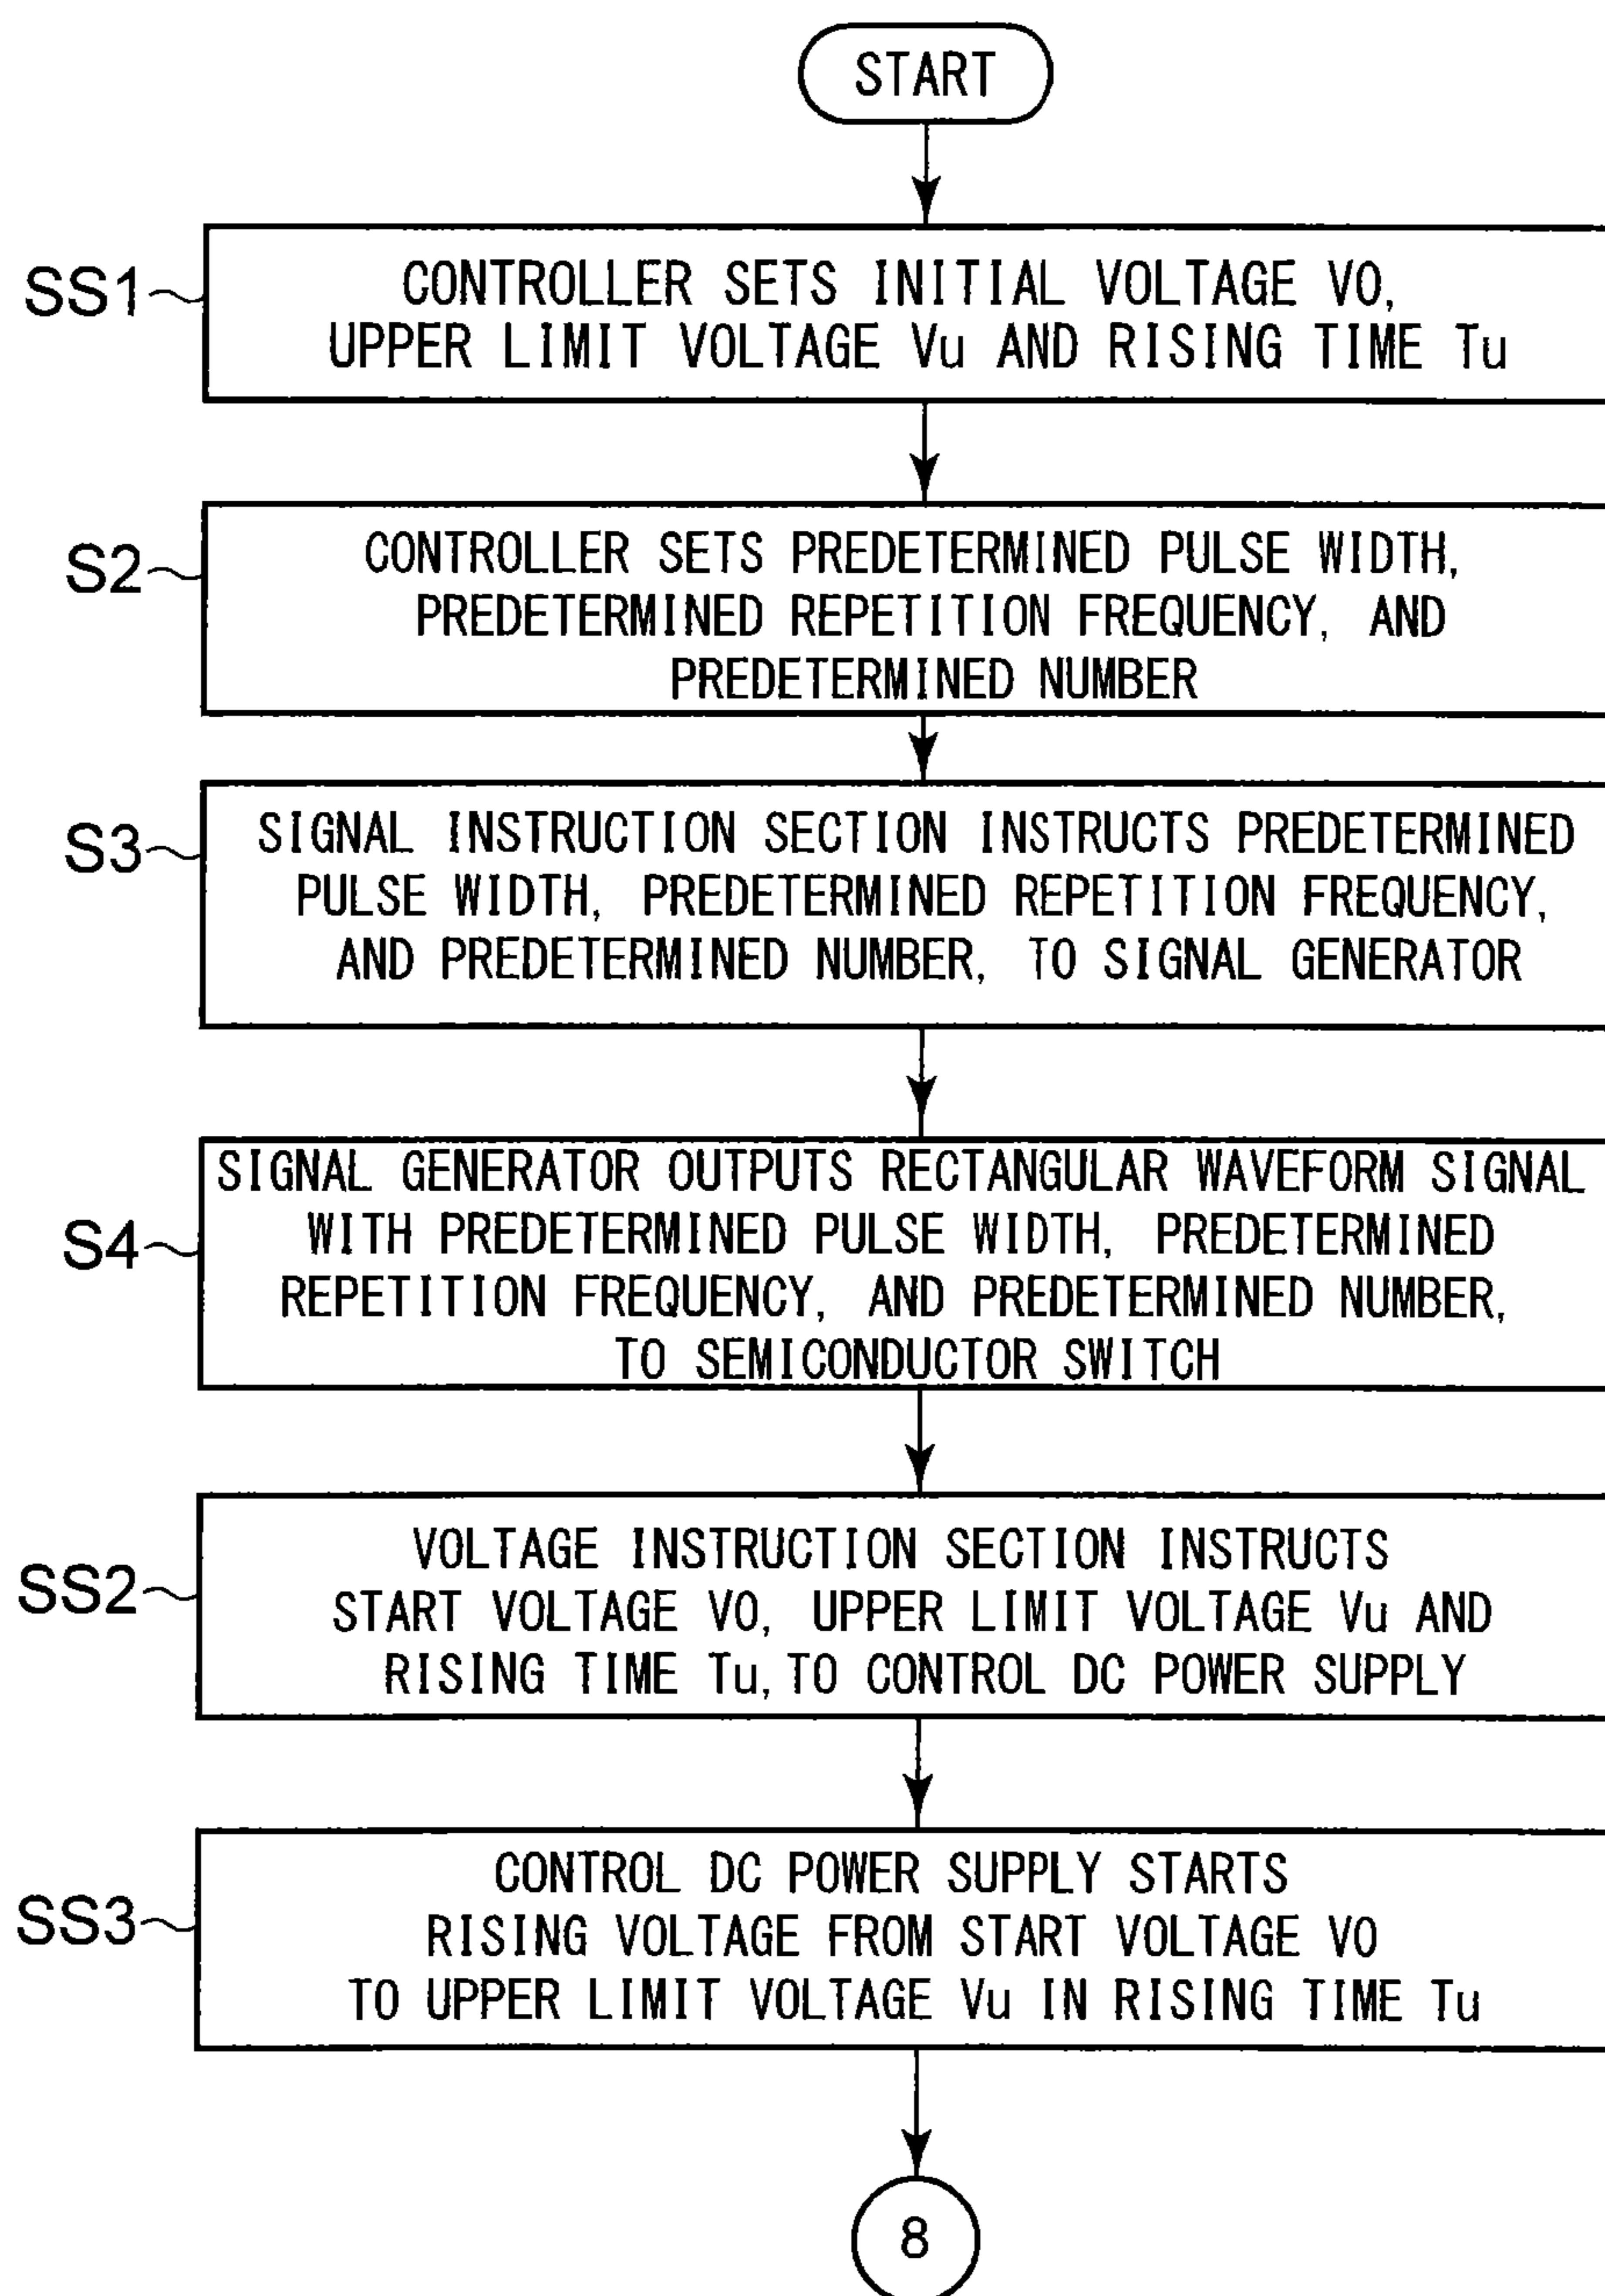 START
SS1
CONTROLLER SETS INITIAL VOLTAGE V0,
UPPER LIMIT VOLTAGE Vu AND RISING TIME Tu
S2
CONTROLLER SETS PREDETERMINED PULSE WIDTH,
PREDETERMINED REPETITION FREQUENCY, AND
PREDETERMINED NUMBER
S3
SIGNAL INSTRUCTION SECTION INSTRUCTS PREDETERMINED
PULSE WIDTH, PREDETERMINED REPETITION FREQUENCY,
AND PREDETERMINED NUMBER, TO SIGNAL GENERATOR
S4
SIGNAL GENERATOR OUTPUTS RECTANGULAR WAVEFORM SIGNAL
WITH PREDETERMINED PULSE WIDTH, PREDETERMINED
REPETITION FREQUENCY, AND PREDETERMINED NUMBER,
TO SEMICONDUCTOR SWITCH
SS2
VOLTAGE INSTRUCTION SECTION INSTRUCTS
START VOLTAGE V0, UPPER LIMIT VOLTAGE Vu AND
RISING TIME Tu, TO CONTROL DC POWER SUPPLY
SS3
CONTROL DC POWER SUPPLY STARTS
RISING VOLTAGE FROM START VOLTAGE V0
TO UPPER LIMIT VOLTAGE Vu IN RISING TIME Tu
8